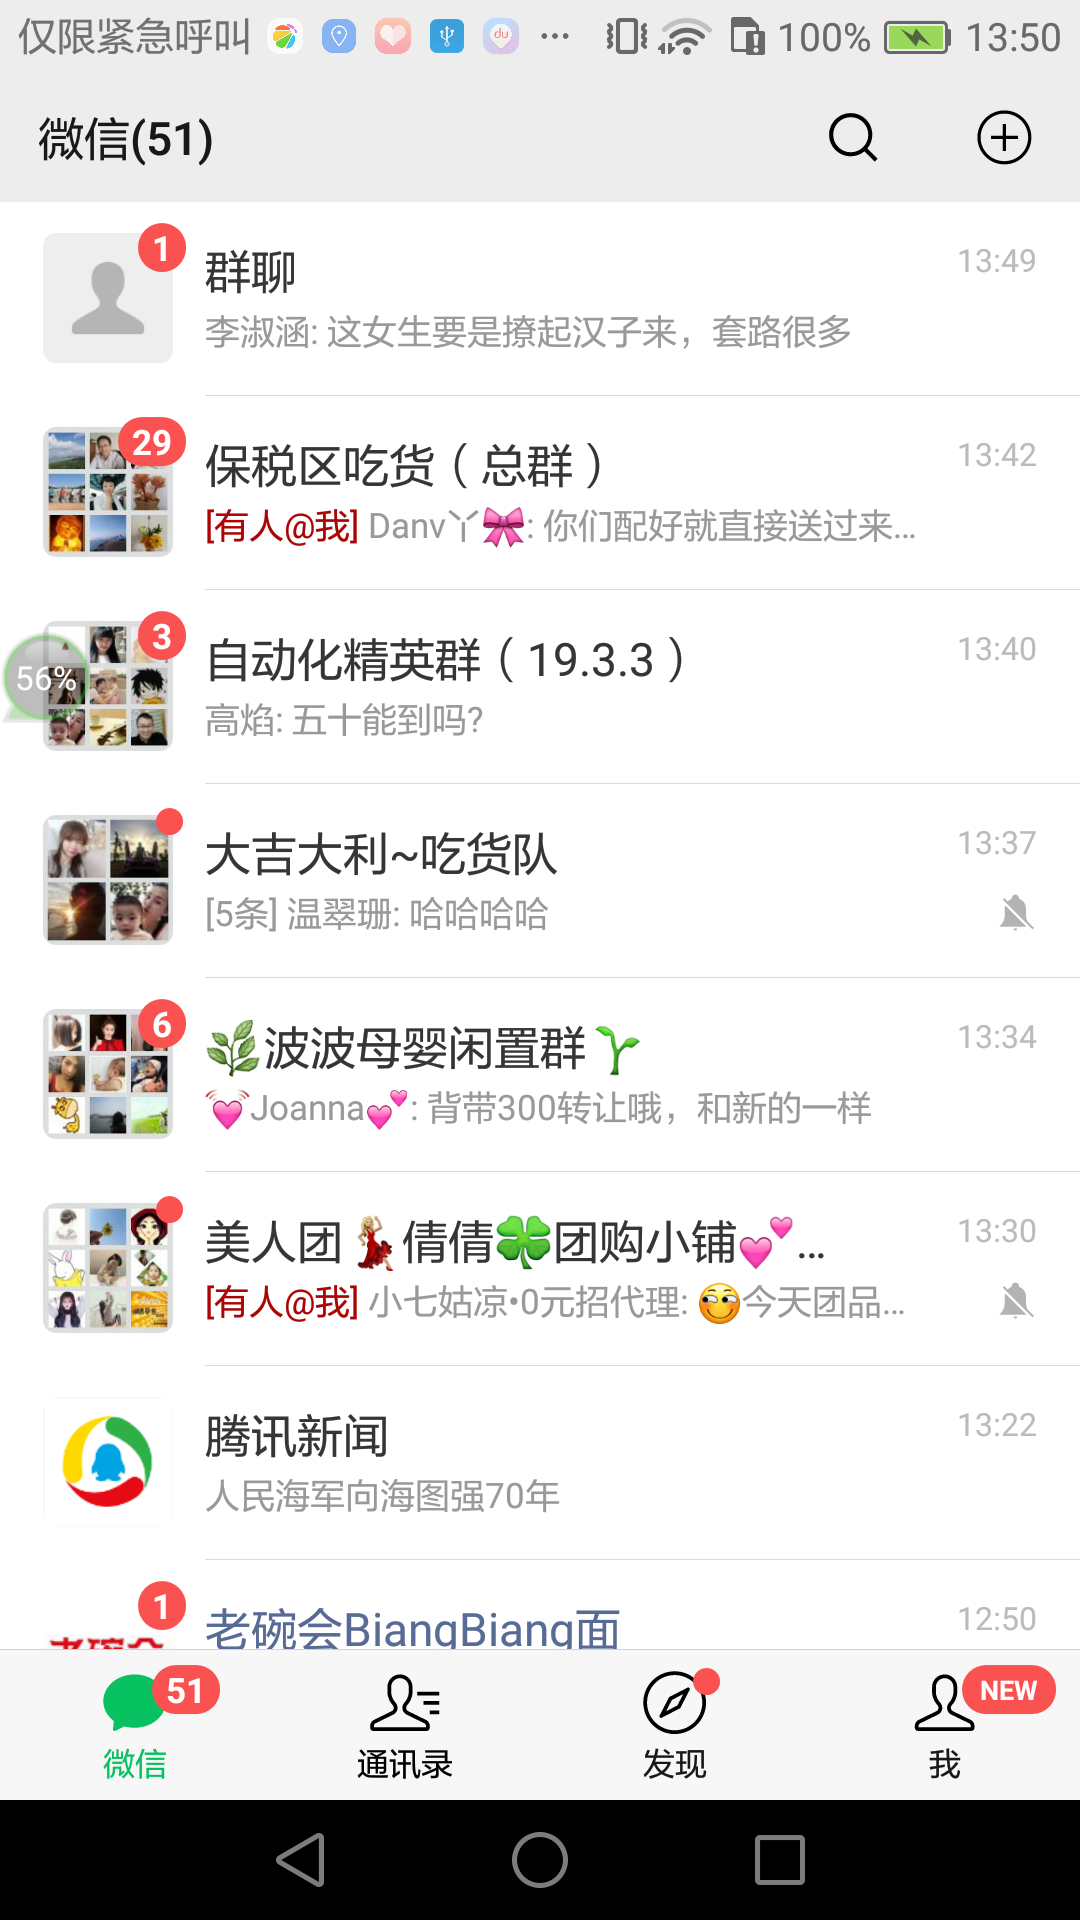 仅限紧急呼叫 du ... 100% 13:50
微信(51)
1
群聊 13:49
李淑涵: 这女生要是撩起汉子来，套路很多
29
保税区吃货（总群） 13:42
[有人@我] Danv丫🎀: 你们配好就直接送过来...
3
自动化精英群（19.3.3） 13:40
56%
高焰: 五十能到吗?
大吉大利~吃货队 13:37
[5条] 温翠珊: 哈哈哈哈
6
🌿波波母婴闲置群🌱 13:34
💓Joanna💕: 背带300转让哦，和新的一样
美人团💃倩倩🍀团购小铺💕... 13:30
[有人@我] 小七姑凉•0元招代理: 今天团品...
腾讯新闻 13:22
人民海军向海图强70年
1
老碗会BiangBiang面 12:50
老碗会
51 NEW
微信 通讯录 发现 我